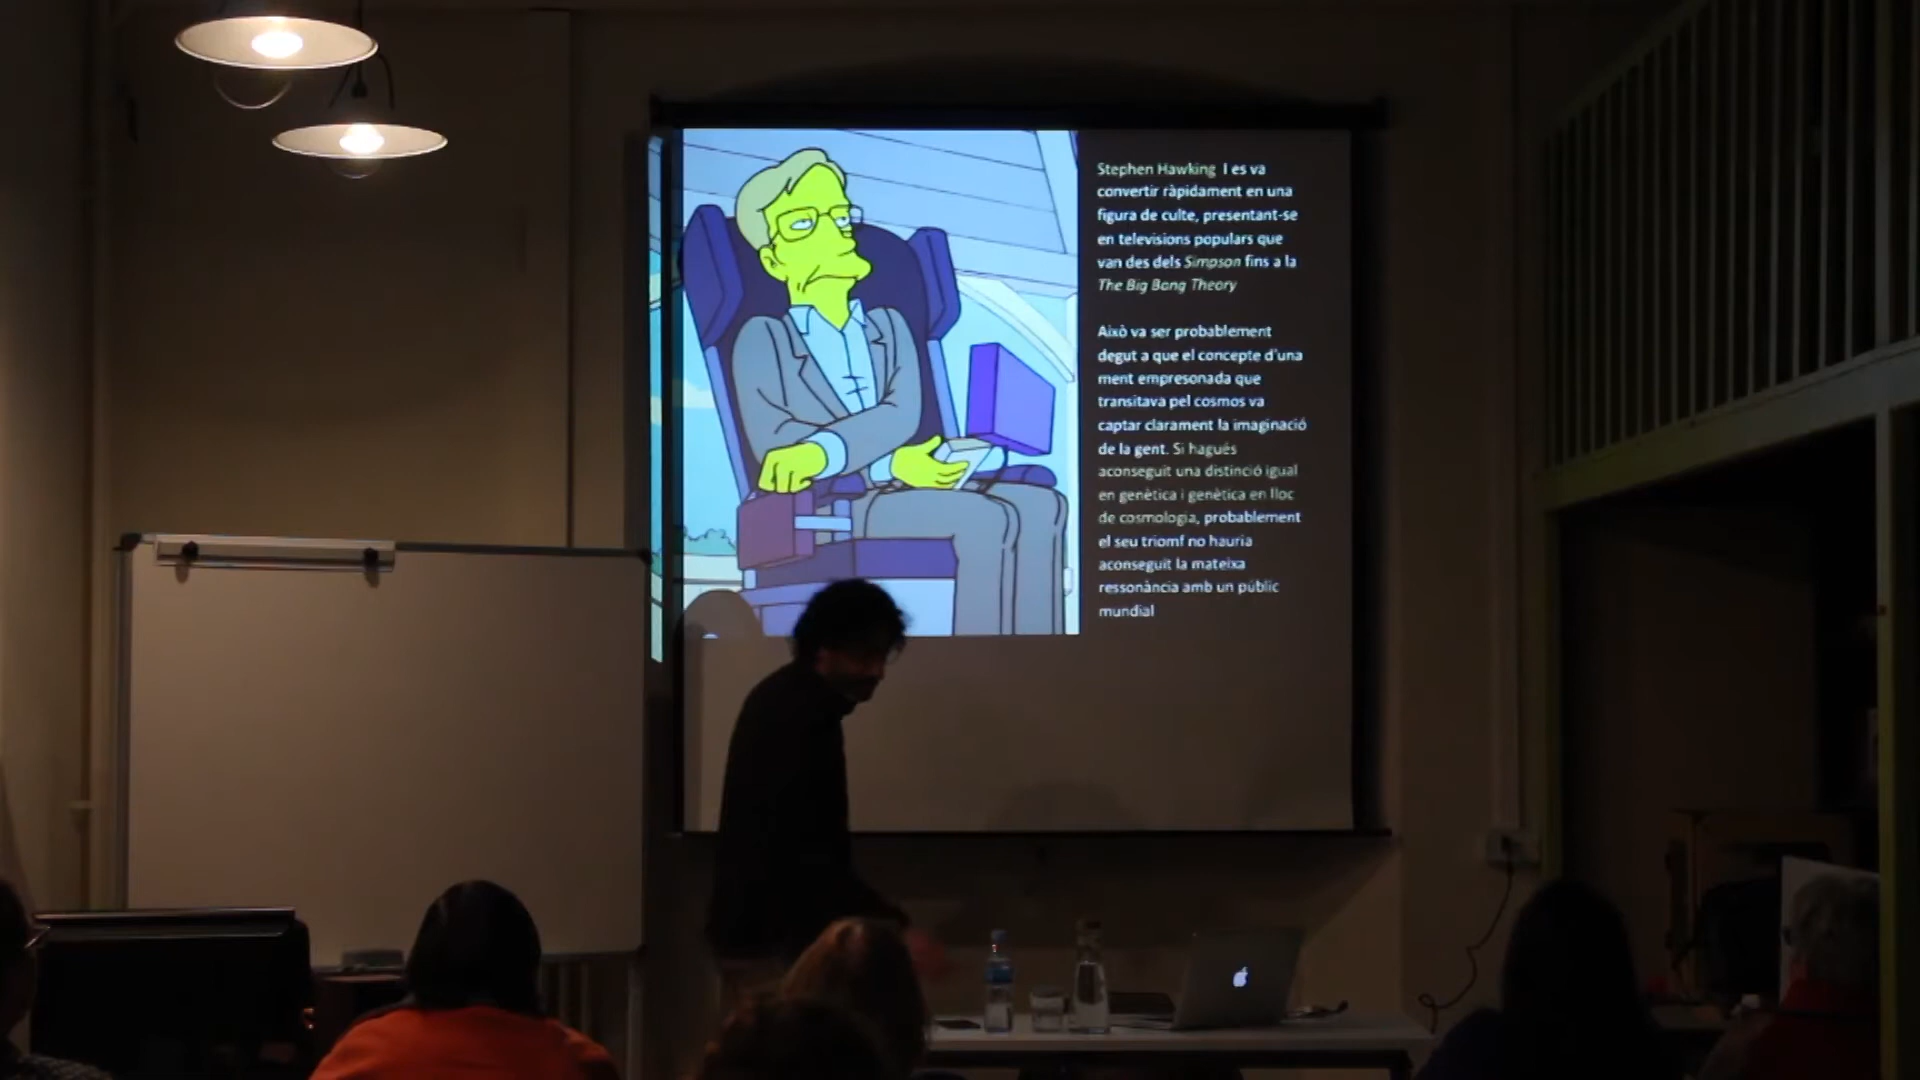 Stephen Hawking I es va
convertir ràpidament en una
figura de culte, presentant-se
en televisions populars que
van des dels Simpson fins a la
The Big Bang Theory
Això va ser probablement
degut a que el concepte d'una
ment empresonada que
transitava pel cosmos va
captar clarament la imaginació
de la gent. Si hagués
aconseguit una distinció igual
en genètica i genètica en lloc
de cosmologia, probablement
el seu triomf no hauria
aconseguit la mateixa
ressonància amb un públic
mundial